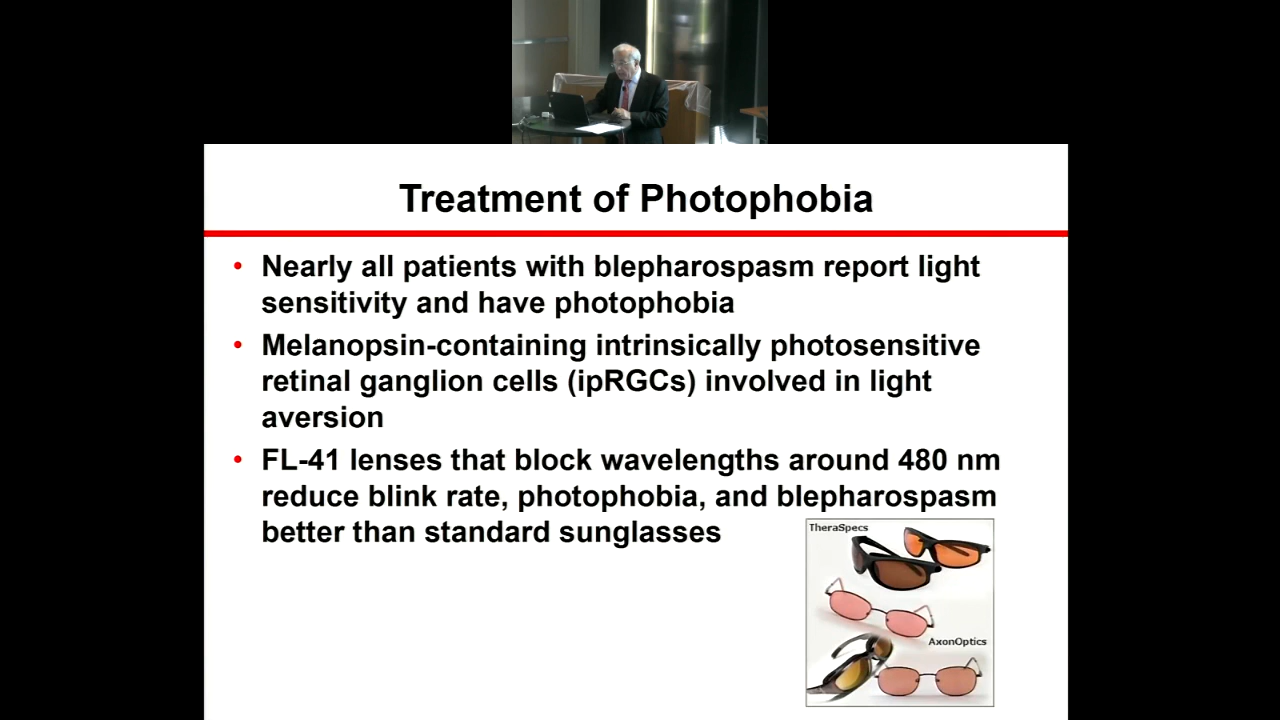 Treatment of Photophobia
• Nearly all patients with blepharospasm report light
sensitivity and have photophobia
• Melanopsin-containing intrinsically photosensitive
retinal ganglion cells (ipRGCs) involved in light
aversion
• FL-41 lenses that block wavelengths around 480 nm
reduce blink rate, photophobia, and blepharospasm
better than standard sunglasses
TheraSpecs
AxonOptics